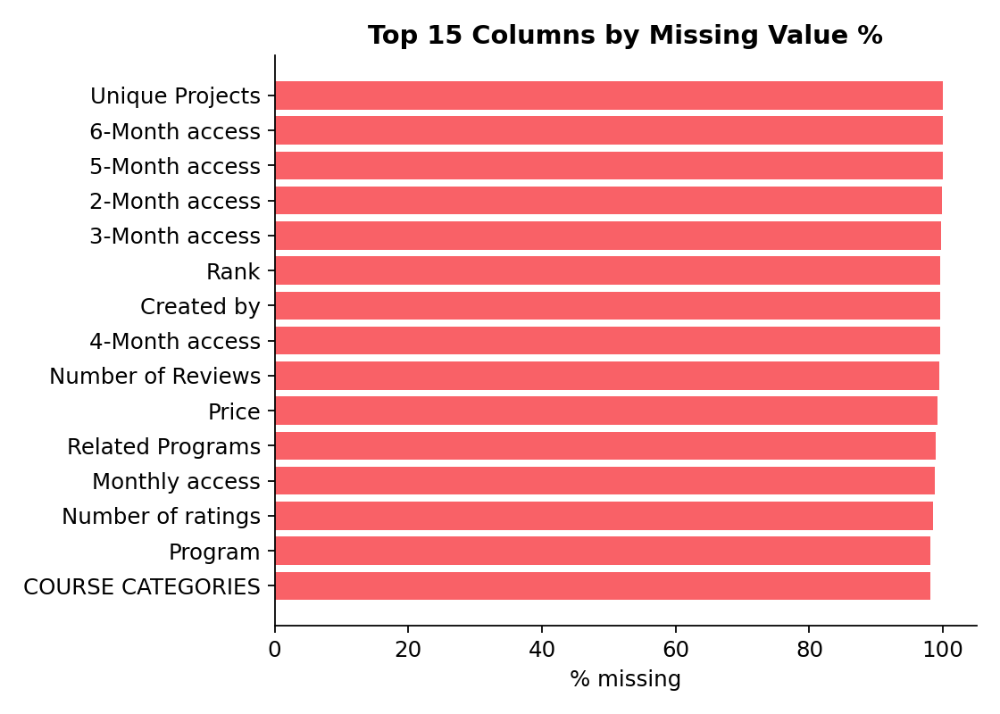 Top 15 Columns by Missing Value %
Unique Projects
6-Month access
5-Month access
2-Month access
3-Month access
Rank
Created by
4-Month access
Number of Reviews
Price
Related Programs
Monthly access
Number of ratings
Program
COURSE CATEGORIES
0 20 40 60 80 100
% missing